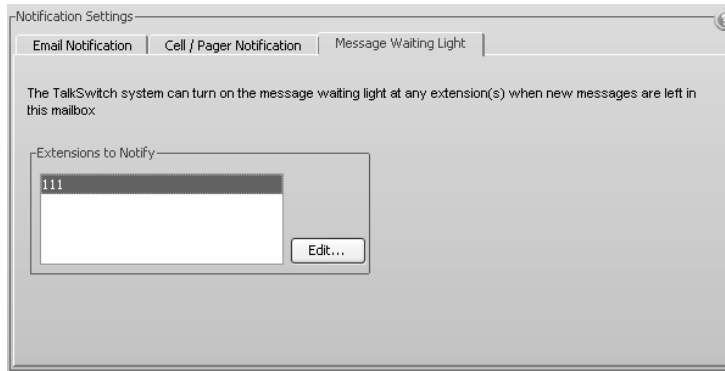 Notification Settings
Email Notification
Cell / Pager Notification
Message Waiting Light
The TalkSwitch system can turn on the message waiting light at any extension(s) when new messages are left in
this mailbox
Extensions to Notify
111
Edit...